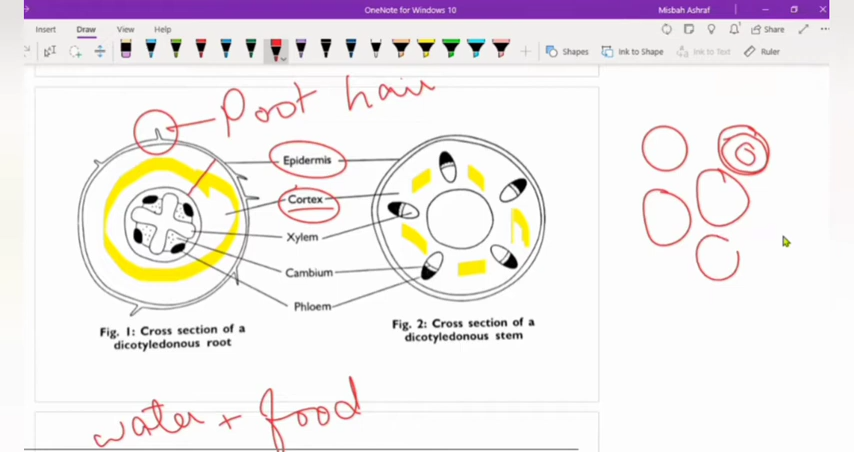 OneNote for Windows 10
Misbah Ashraf
Insert Draw View Help
Share
Shapes Ink to Shape Ink to Text Ruler
Root hair
Epidermis
Cortex
Xylem
Cambium
Phloem
Fig. 1: Cross section of a
dicotyledonous root
Fig. 2: Cross section of a
dicotyledonous stem
water + food